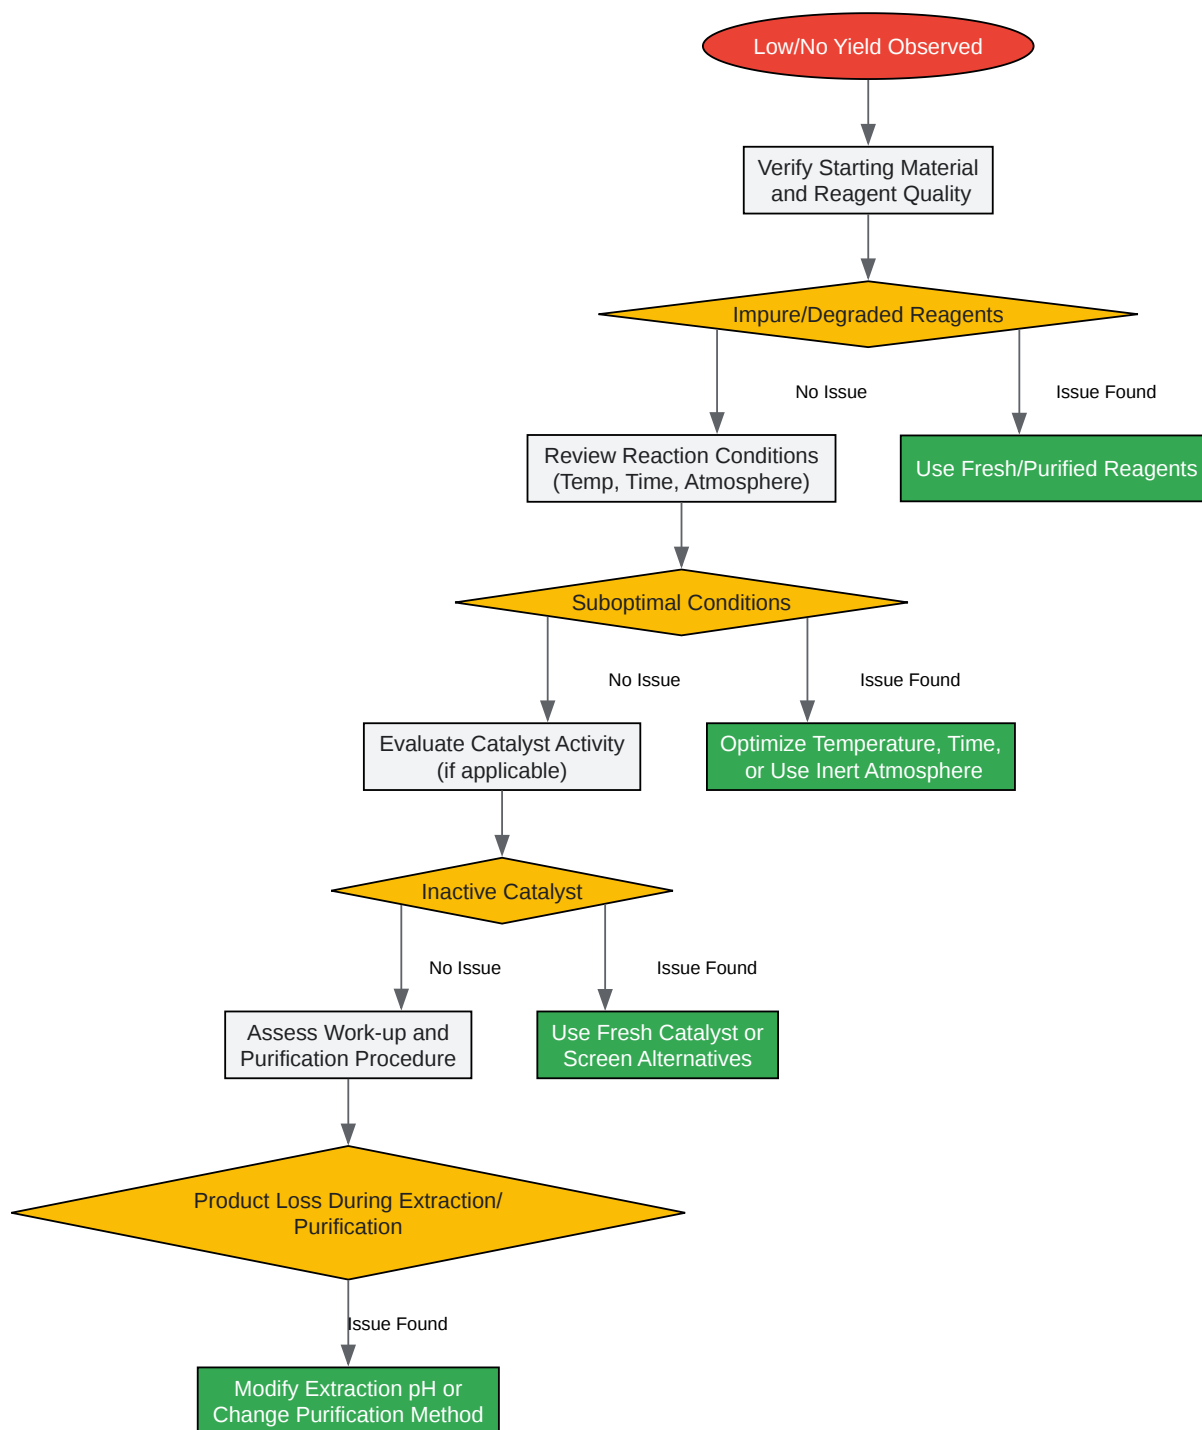 Low/No Yield Observed
Verify Starting Material
and Reagent Quality
Impure/Degraded Reagents
No Issue
Issue Found
Review Reaction Conditions
(Temp, Time, Atmosphere)
Use Fresh/Purified Reagents
Suboptimal Conditions
No Issue
Issue Found
Evaluate Catalyst Activity
(if applicable)
Optimize Temperature, Time,
or Use Inert Atmosphere
Inactive Catalyst
No Issue
Issue Found
Assess Work-up and
Purification Procedure
Use Fresh Catalyst or
Screen Alternatives
Product Loss During Extraction/
Purification
Issue Found
Modify Extraction pH or
Change Purification Method